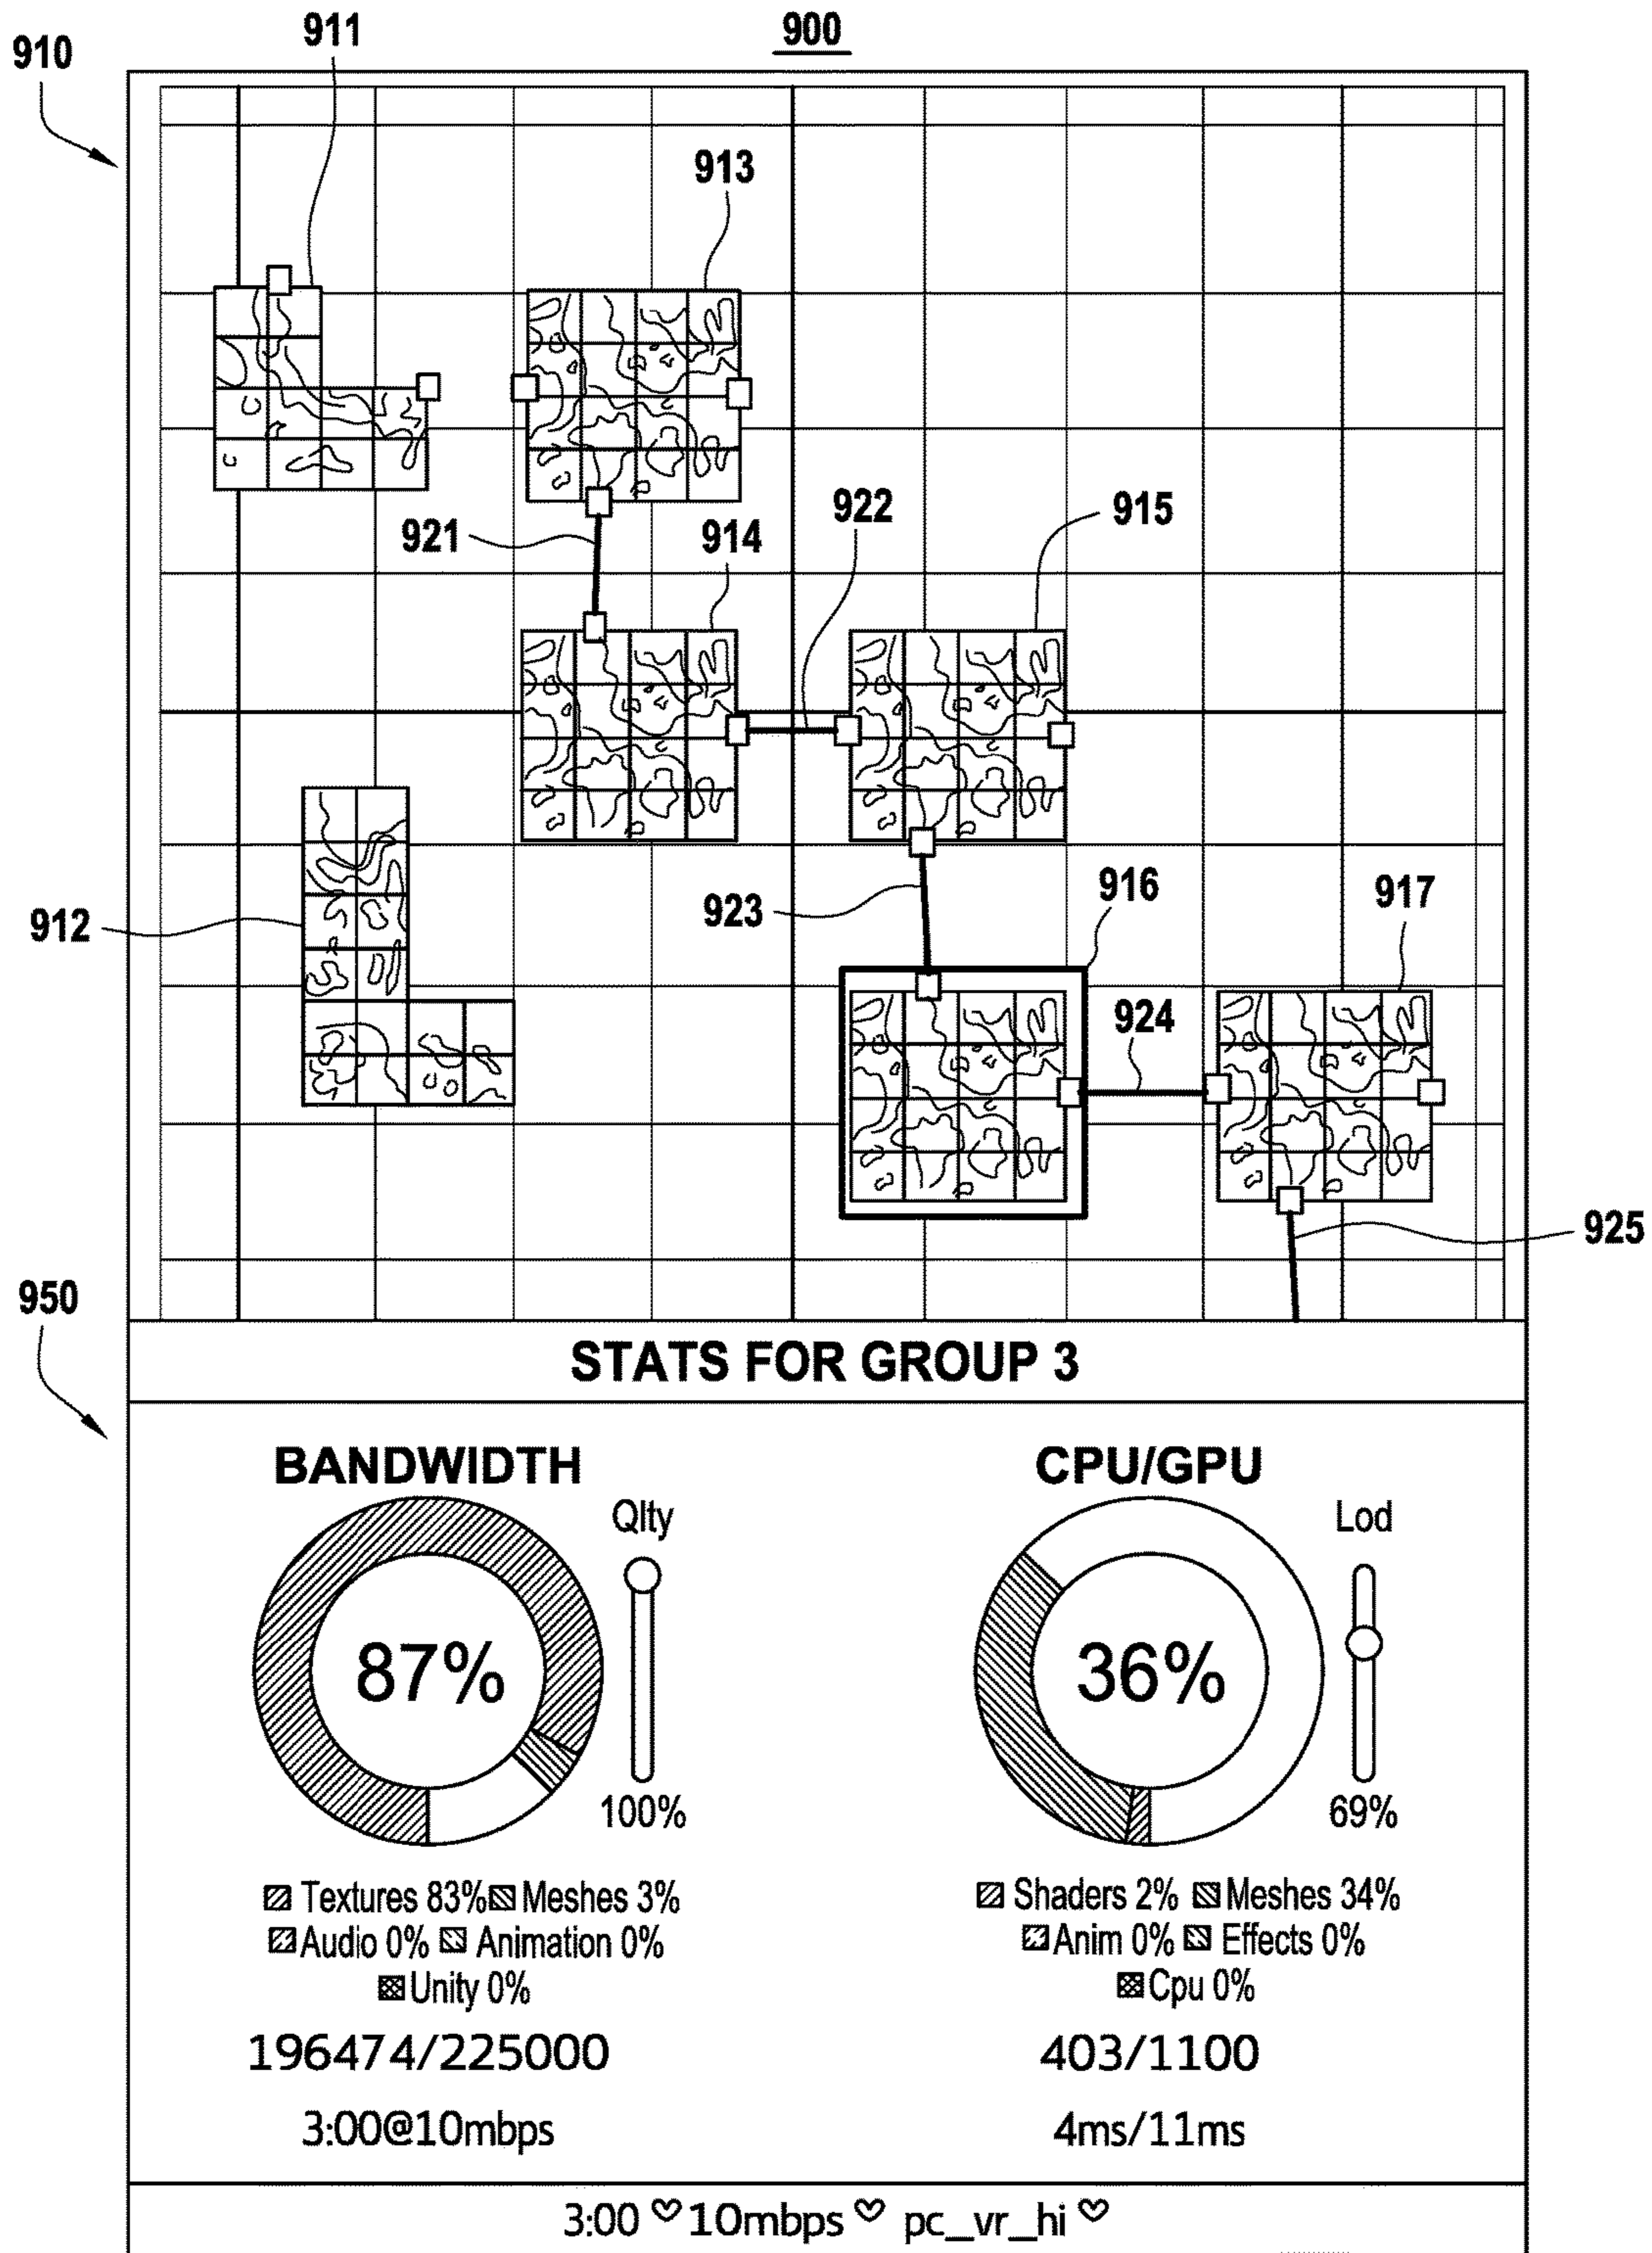 900
910
911
913
921
914
922
915
912
923
916
917
924
925
950
STATS FOR GROUP 3
BANDWIDTH
Qlty
87%
100%
Textures 83% Meshes 3%
Audio 0% Animation 0%
Unity 0%
196474/225000
3:00@10mbps
CPU/GPU
Lod
36%
69%
Shaders 2% Meshes 34%
Anim 0% Effects 0%
Cpu 0%
403/1100
4ms/11ms
3:00 ♡ 10mbps ♡ pc_vr_hi ♡